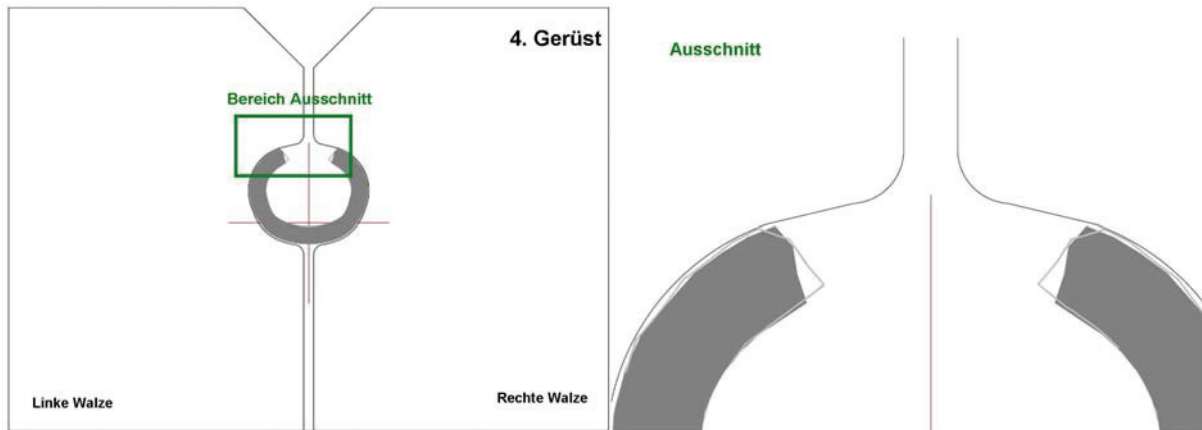 4. Gerüst
Ausschnitt
Bereich Ausschnitt
Linke Walze
Rechte Walze